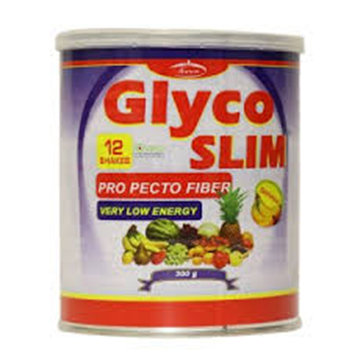 Glyco
SLIM
12
SHAKES
PRO PECTO FIBER
VERY LOW ENERGY
300 g